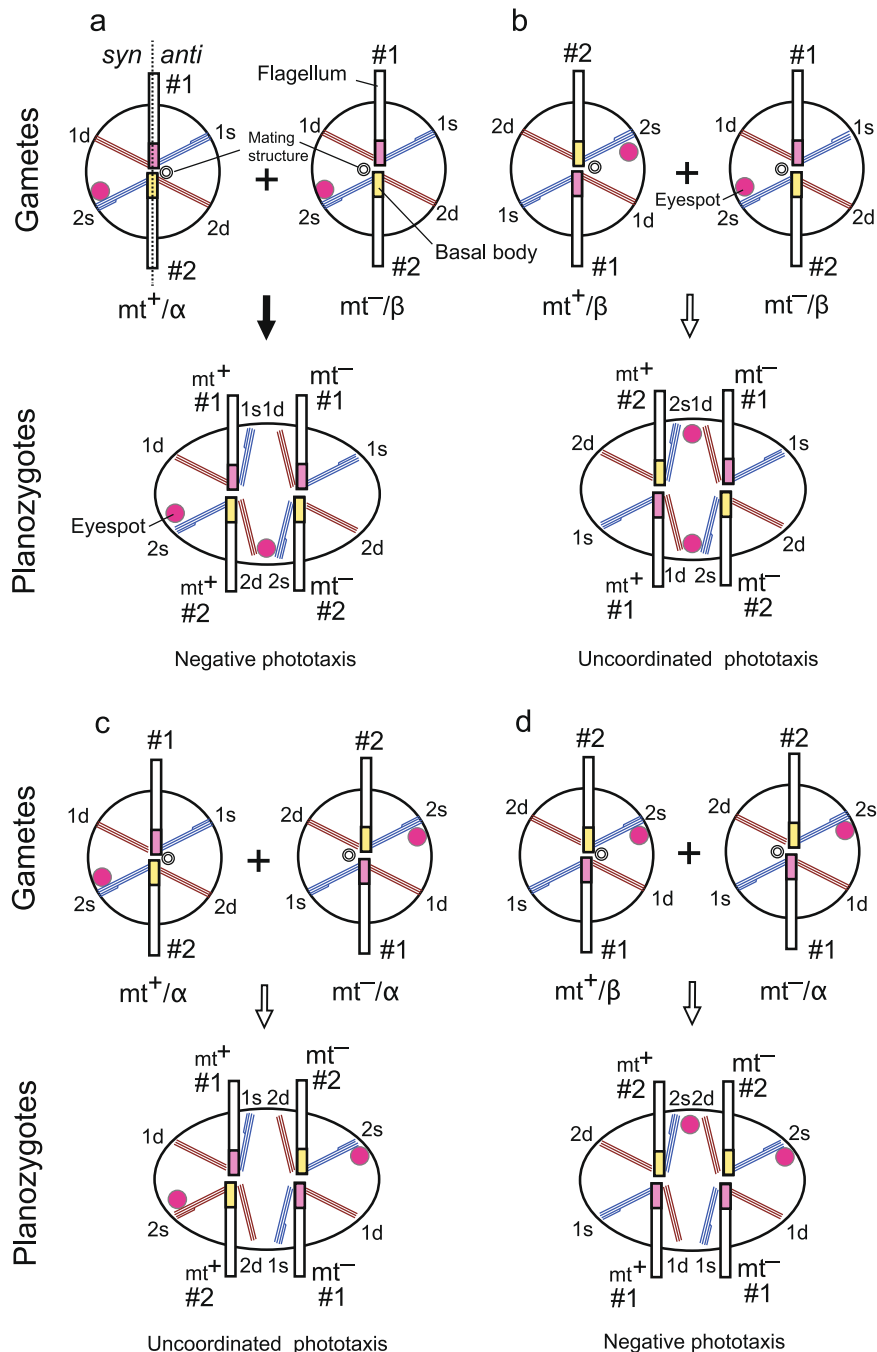 a
b
syn anti
#1
#1
#2
#1
Flagellum
Gametes
1d
1s
Mating
structure
1d
1s
2d
2s
1d
1s
+
+
Eyespot
2s
2d
2s
2d
1s
1d
2s
2d
Basal body
#2
#2
#1
#2
mt+/α
mt−/β
mt+/β
mt−/β
Planozygotes
mt+
#1
mt−
#1
mt+
#2
mt−
#1
1s1d
2s1d
1d
1s
2d
1s
Eyespot
2s
2d
1s
2d
2d
2s
1d
2s
mt+
#2
mt−
#2
mt+
#1
mt−
#2
Negative phototaxis
Uncoordinated phototaxis
c
d
#1
#2
#2
#2
Gametes
1d
1s
2d
2s
2d
2s
2d
2s
+
+
2s
2d
1s
1d
1s
1d
1s
1d
#2
#1
#1
#1
mt+/α
mt−/α
mt+/β
mt−/α
Planozygotes
mt+
#1
mt−
#2
mt+
#2
mt−
#2
1s 2d
2s2d
1d
2s
2d
2s
2s
1d
1s
1d
2d
1s
1d
1s
mt+
#2
mt−
#1
mt+
#1
mt−
#1
Uncoordinated phototaxis
Negative phototaxis